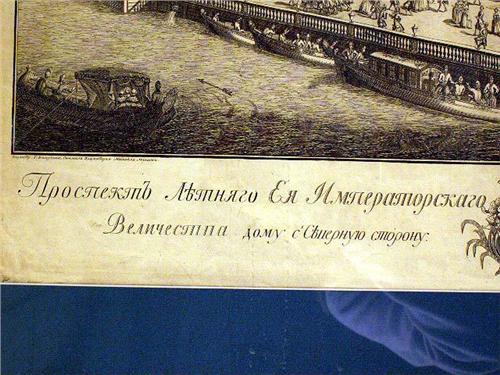 Проспектъ Лѣтняго Ея Императорскаго
Величества дому с Сѣверную сторону: